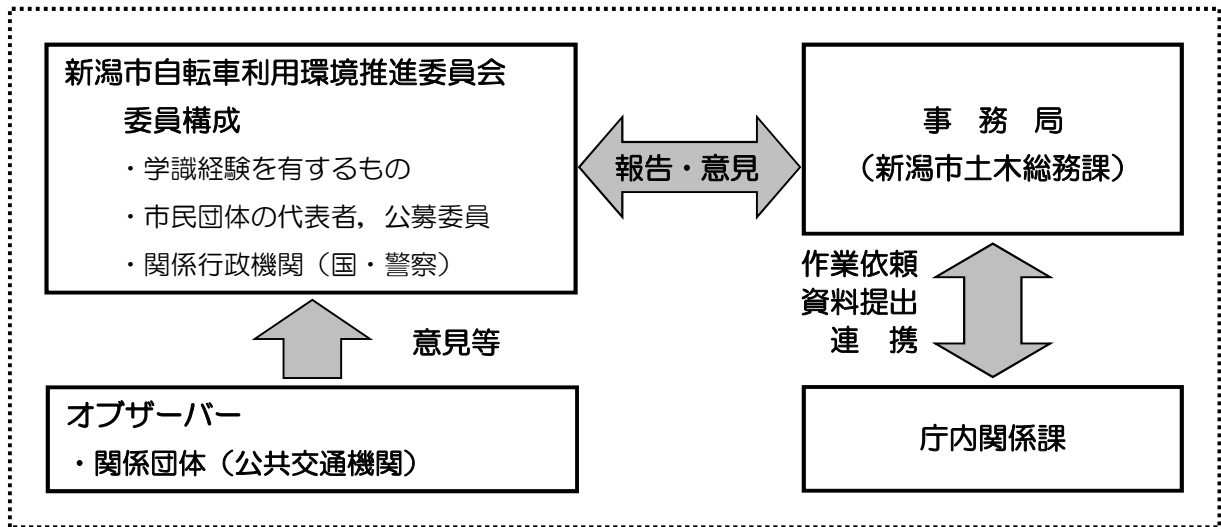 新潟市自転車利用環境推進委員会
委員構成
・学識経験を有するもの
・市民団体の代表者，公募委員
・関係行政機関（国・警察）
報告・意見
事　務　局
（新潟市土木総務課）
作業依頼
資料提出
連　携
意見等
オブザーバー
・関係団体（公共交通機関）
庁内関係課